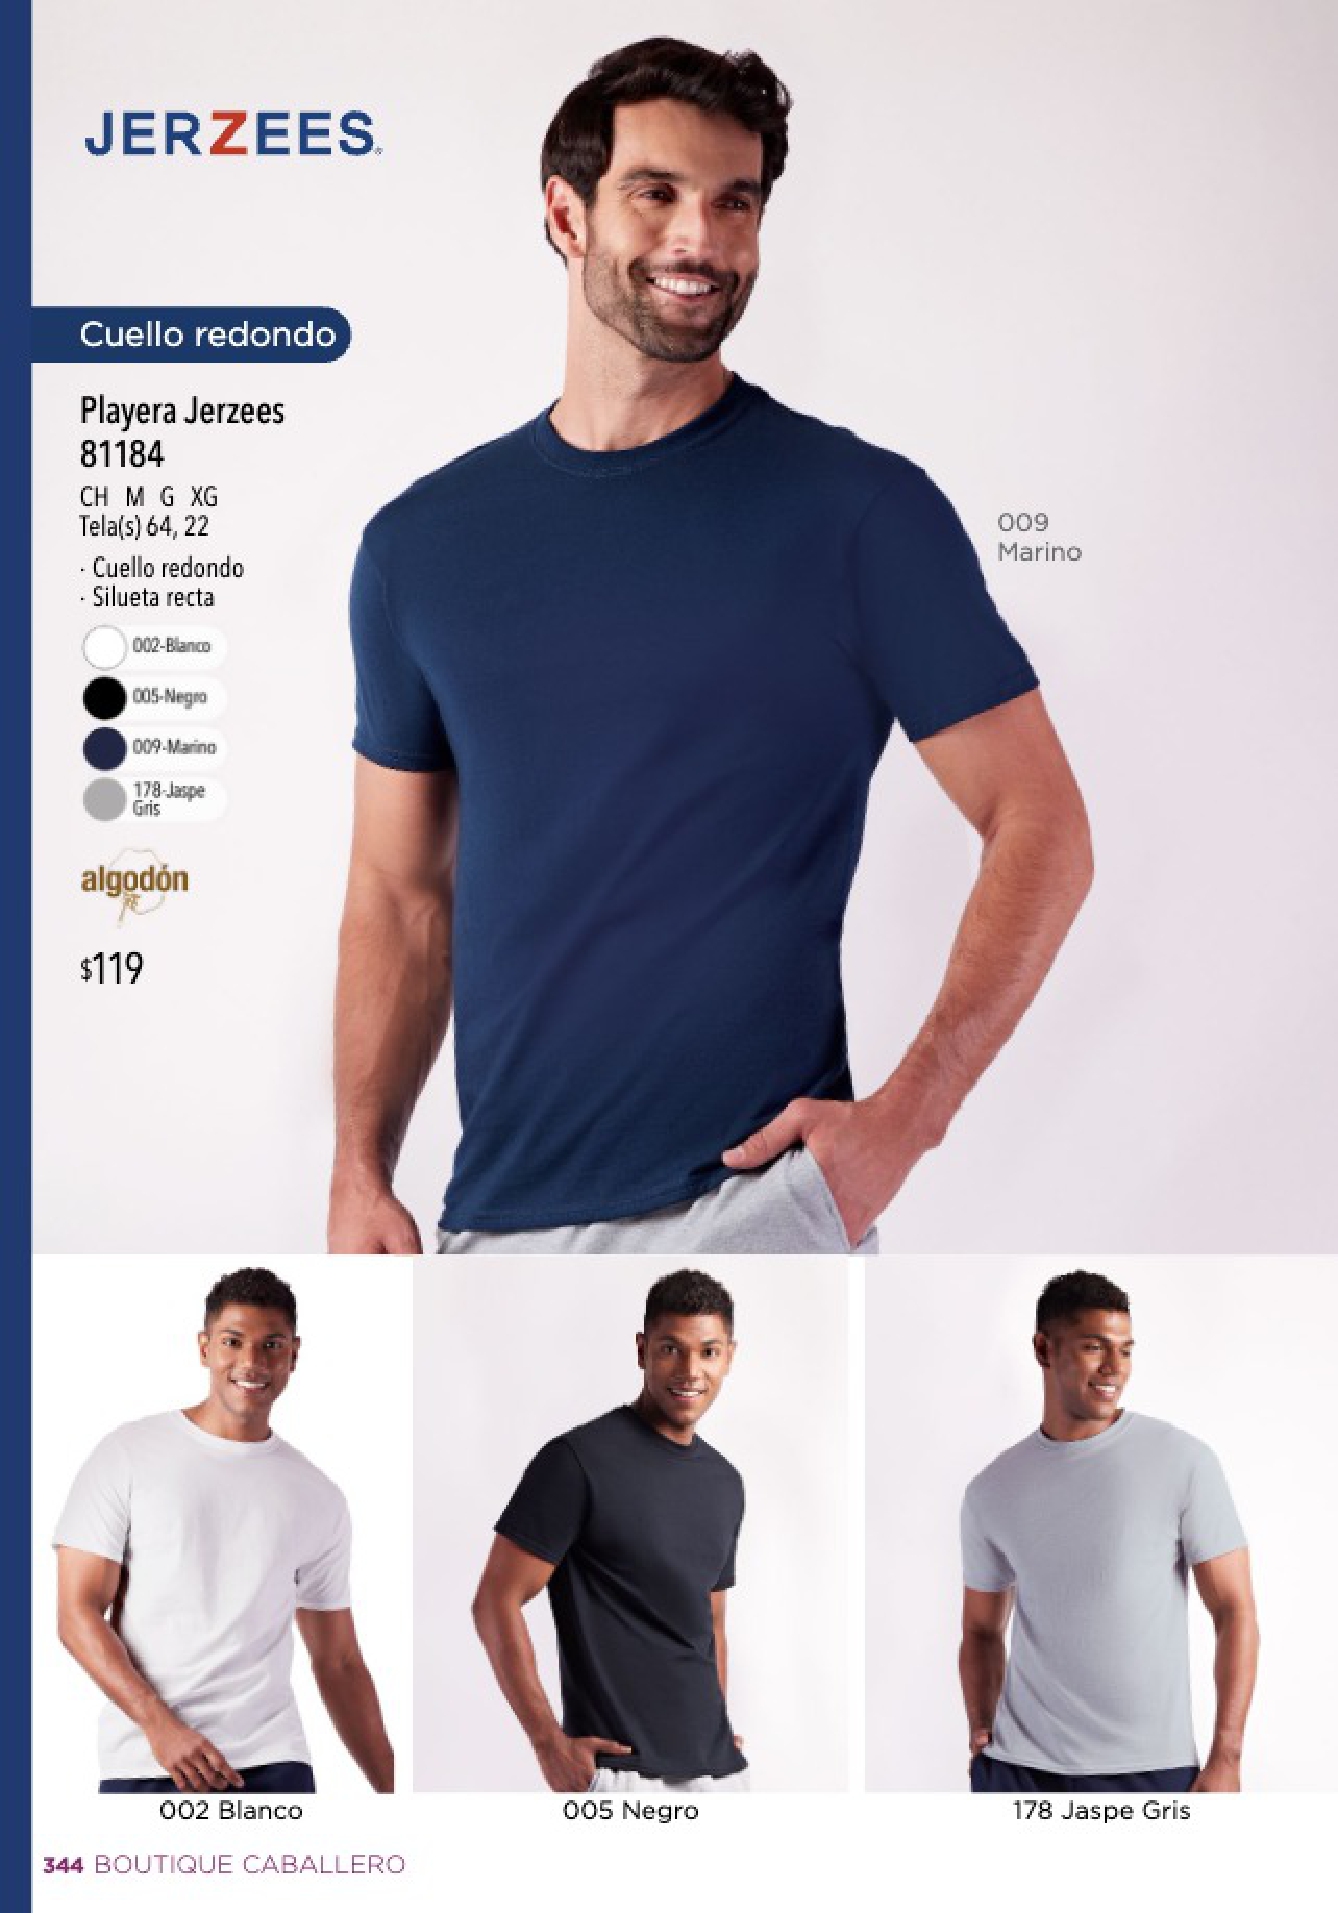 JERZEES®
Cuello redondo
Playera Jerzees
81184
CH M G XG
Tela(s) 64, 22
· Cuello redondo
· Silueta recta
002-Blanco
005-Negro
009-Marino
178-Jaspe
Gris
algodón
$119
009
Marino
002 Blanco
005 Negro
178 Jaspe Gris
344 BOUTIQUE CABALLERO